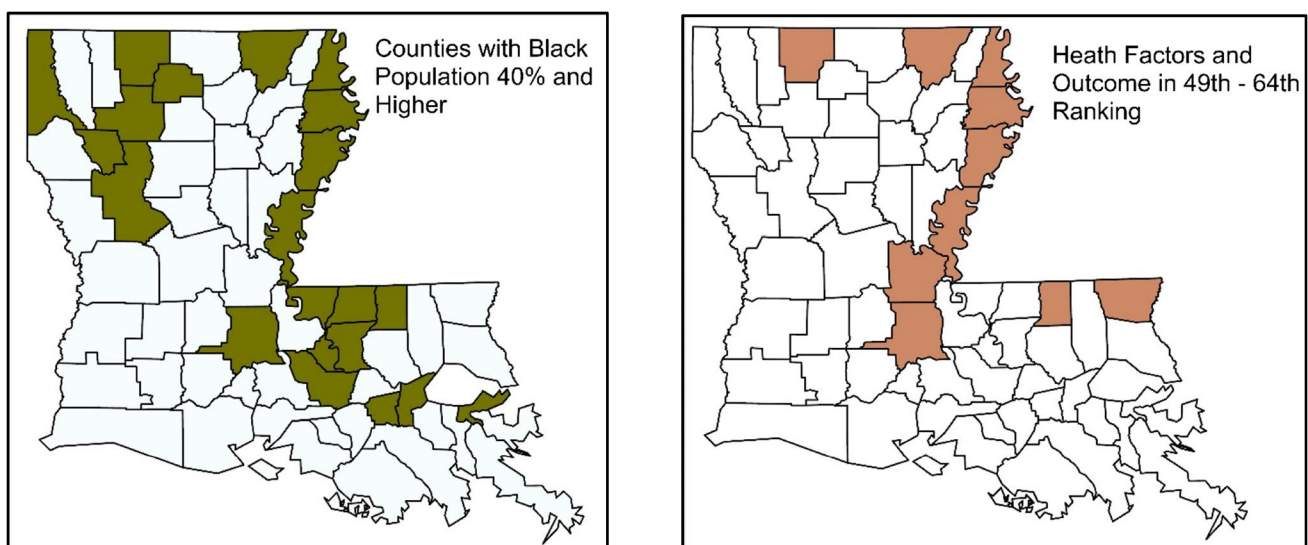 Counties with Black
Population 40% and
Higher
Heath Factors and
Outcome in 49th - 64th
Ranking